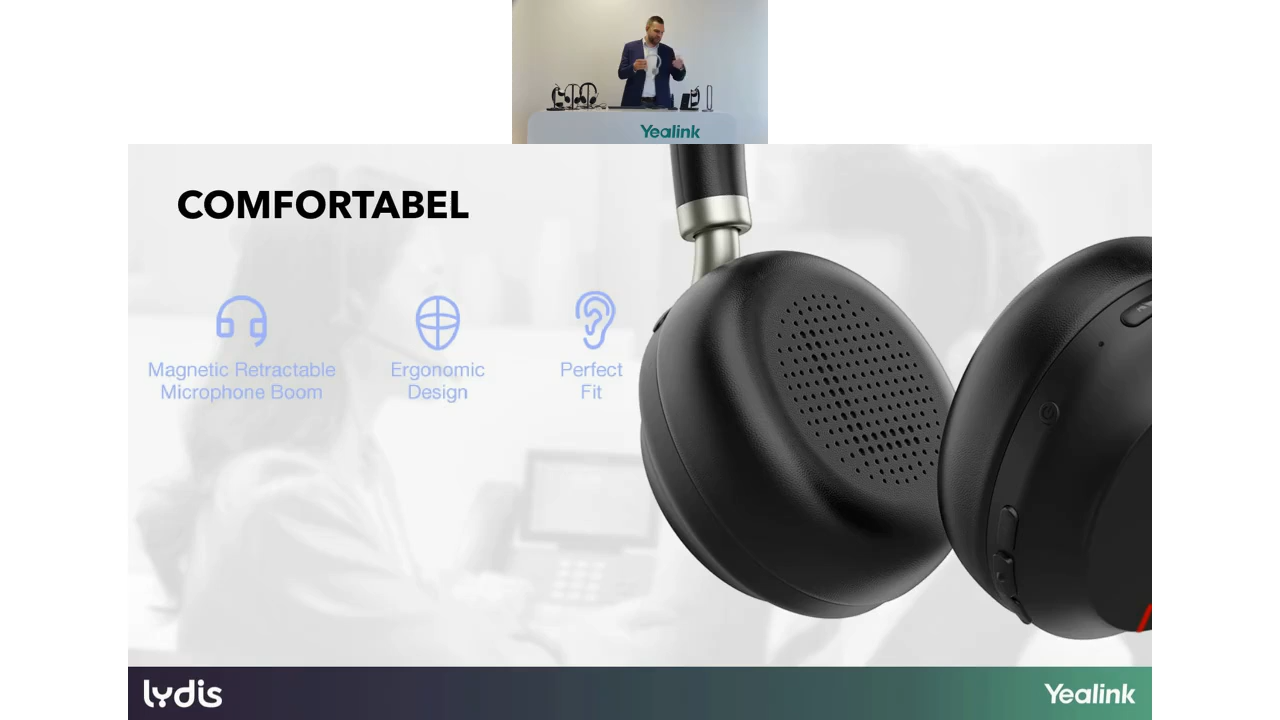 Yealink
COMFORTABEL
Magnetic Retractable
Microphone Boom
Ergonomic
Design
Perfect
Fit
lydis
Yealink